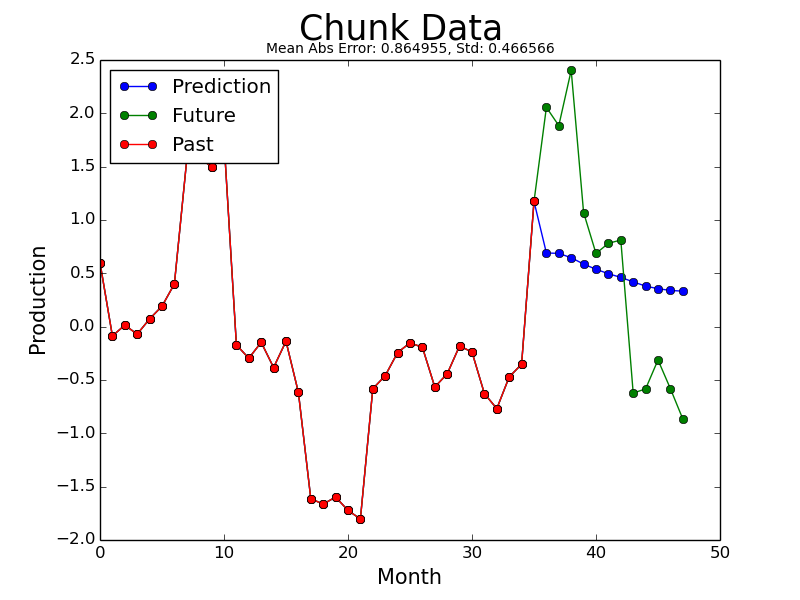 Chunk Data
Mean Abs Error: 0.864955, Std: 0.466566
2.5
2.0
1.5
1.0
0.5
0.0
−0.5
−1.0
−1.5
−2.0
Production
Prediction
Future
Past
0 10 20 30 40 50
Month